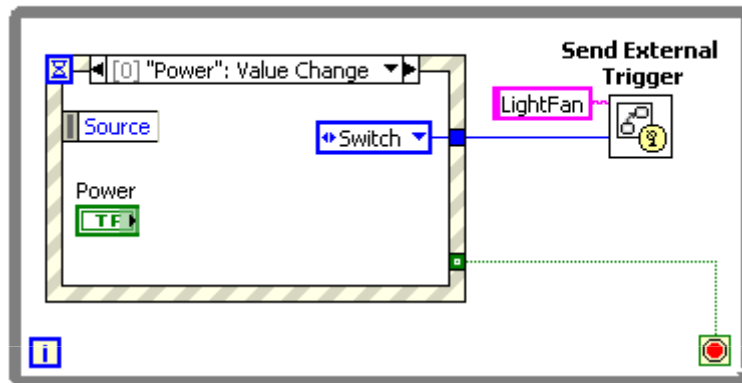 Send External
Trigger
[0] "Power": Value Change
LightFan
Source
Switch
Power
TF
i